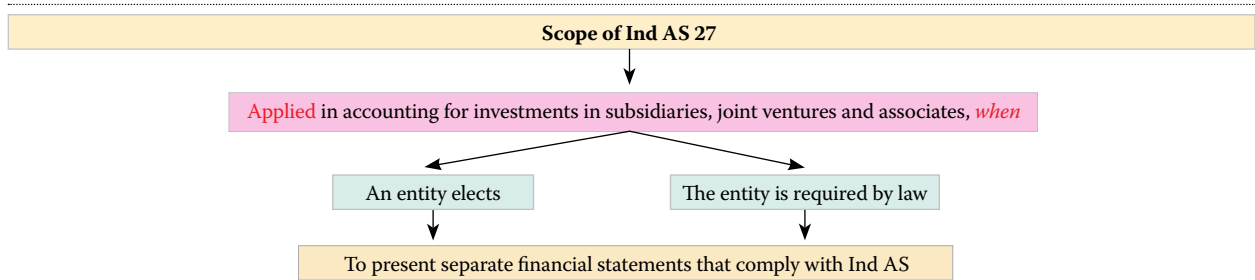 Scope of Ind AS 27
Applied in accounting for investments in subsidiaries, joint ventures and associates, when
An entity elects
The entity is required by law
To present separate financial statements that comply with Ind AS